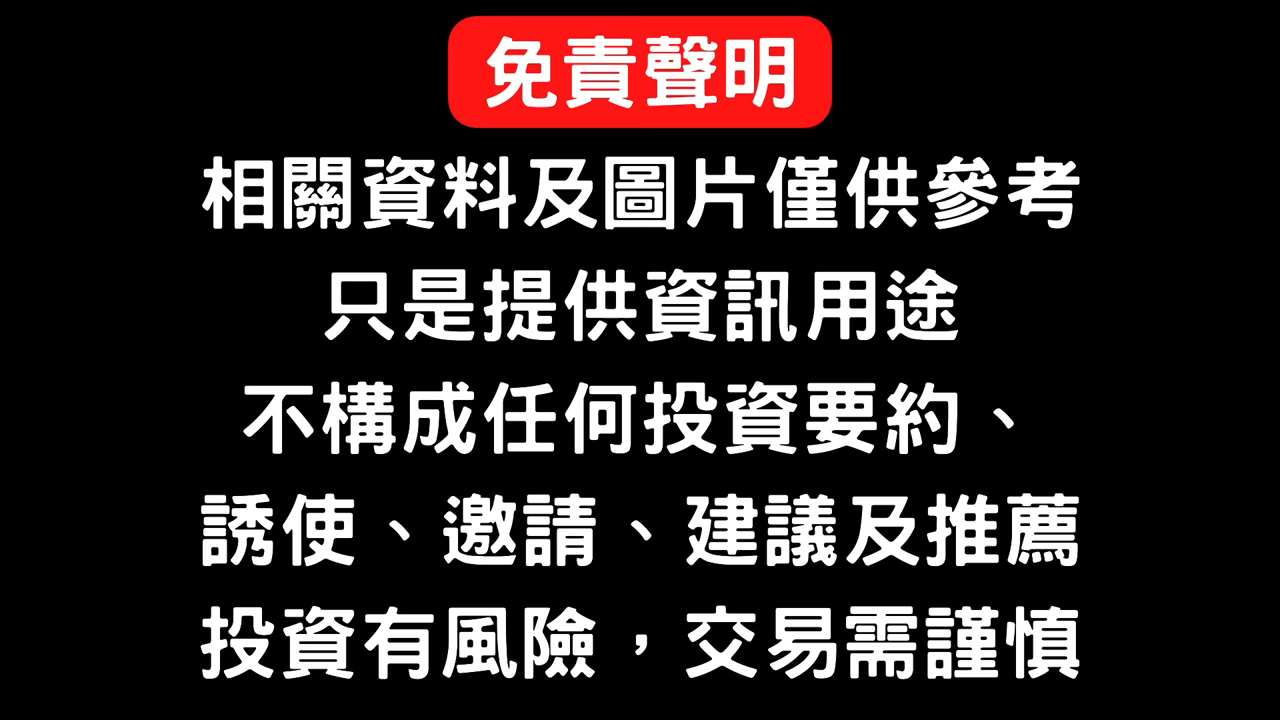 免責聲明
相關資料及圖片僅供參考
只是提供資訊用途
不構成任何投資要約、
誘使、邀請、建議及推薦
投資有風險，交易需謹慎